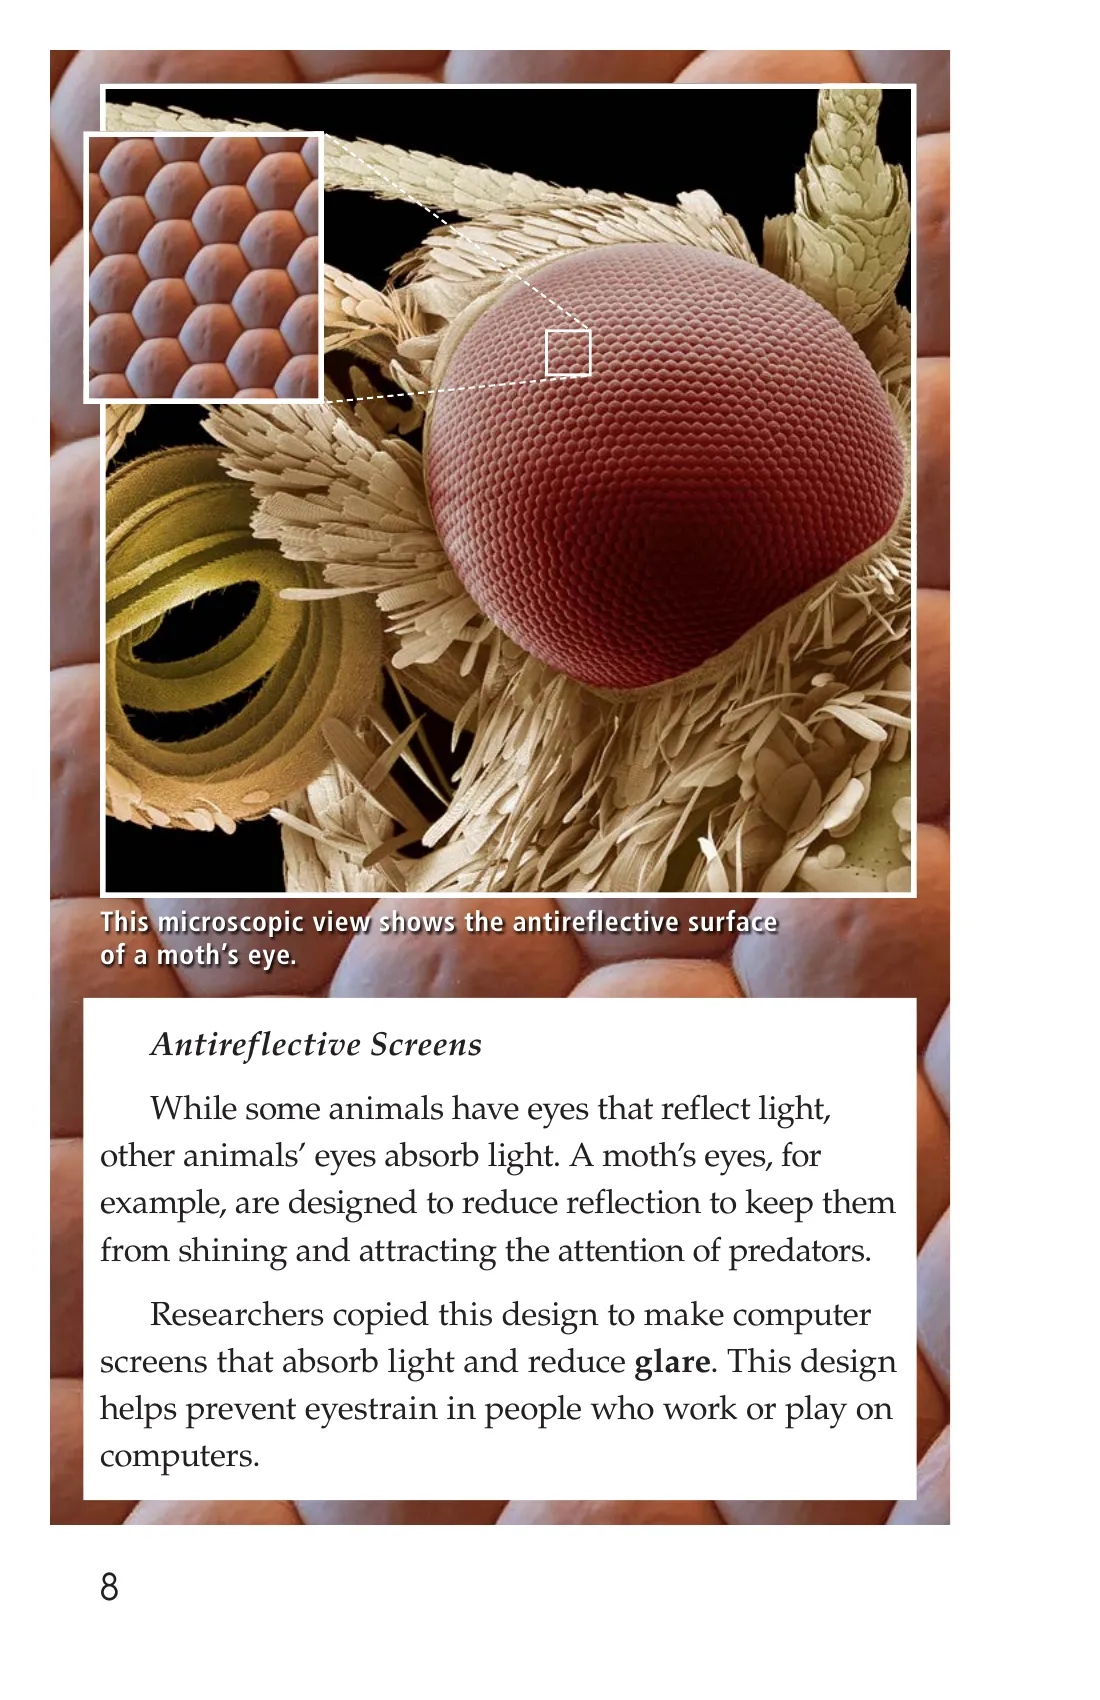 This microscopic view shows the antireflective surface
of a moth's eye.
Antireflective Screens
While some animals have eyes that reflect light,
other animals' eyes absorb light. A moth's eyes, for
example, are designed to reduce reflection to keep them
from shining and attracting the attention of predators.
Researchers copied this design to make computer
screens that absorb light and reduce glare. This design
helps prevent eyestrain in people who work or play on
computers.
8